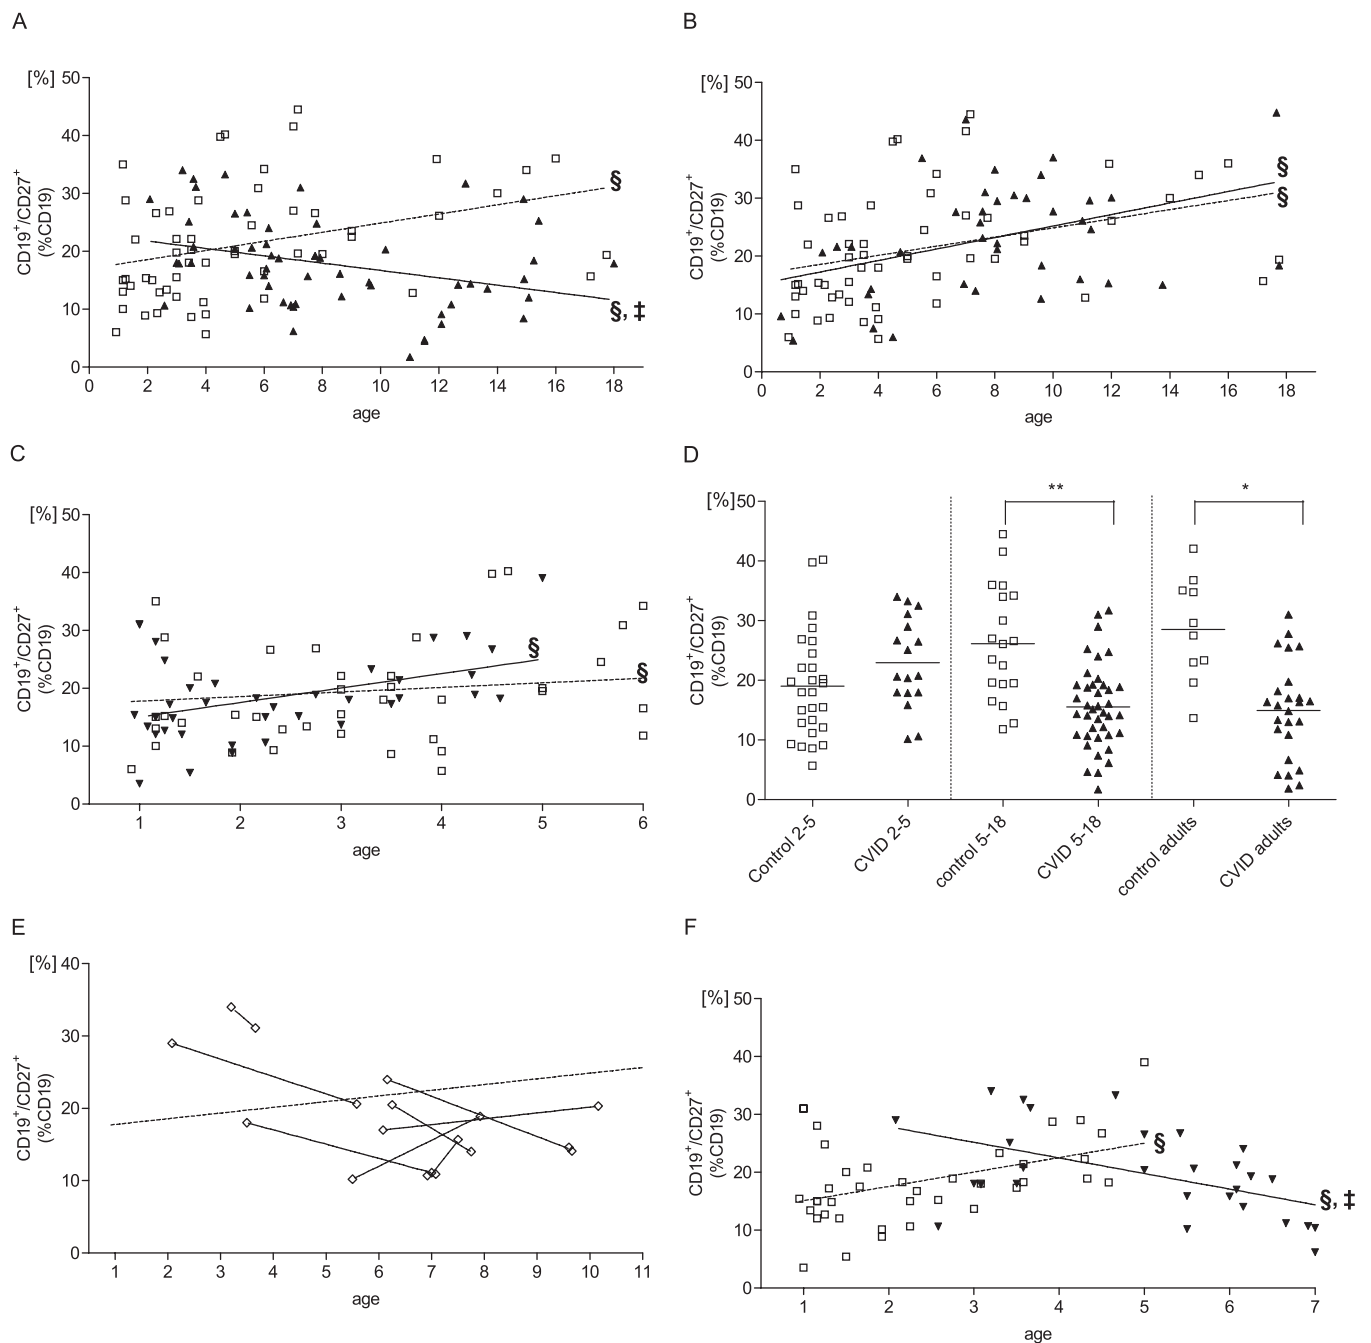 A
[%]
50
40
30
20
10
0
CD19+/CD27+
(%CD19)
§
§, ‡
0 2 4 6 8 10 12 14 16 18
age
B
[%]
50
40
30
20
10
0
CD19+/CD27+
(%CD19)
§
§
0 2 4 6 8 10 12 14 16 18
age
C
[%]
50
40
30
20
10
0
CD19+/CD27+
(%CD19)
§
§
1 2 3 4 5 6
age
D
[%]
50
40
30
20
10
0
CD19+/CD27+
(%CD19)
**
*
Control 2-5
CVID 2-5
control 5-18
CVID 5-18
control adults
CVID adults
E
[%]
40
30
20
10
0
CD19+/CD27+
(%CD19)
1 2 3 4 5 6 7 8 9 10 11
age
F
[%]
50
40
30
20
10
0
CD19+/CD27+
(%CD19)
§
§, ‡
1 2 3 4 5 6 7
age